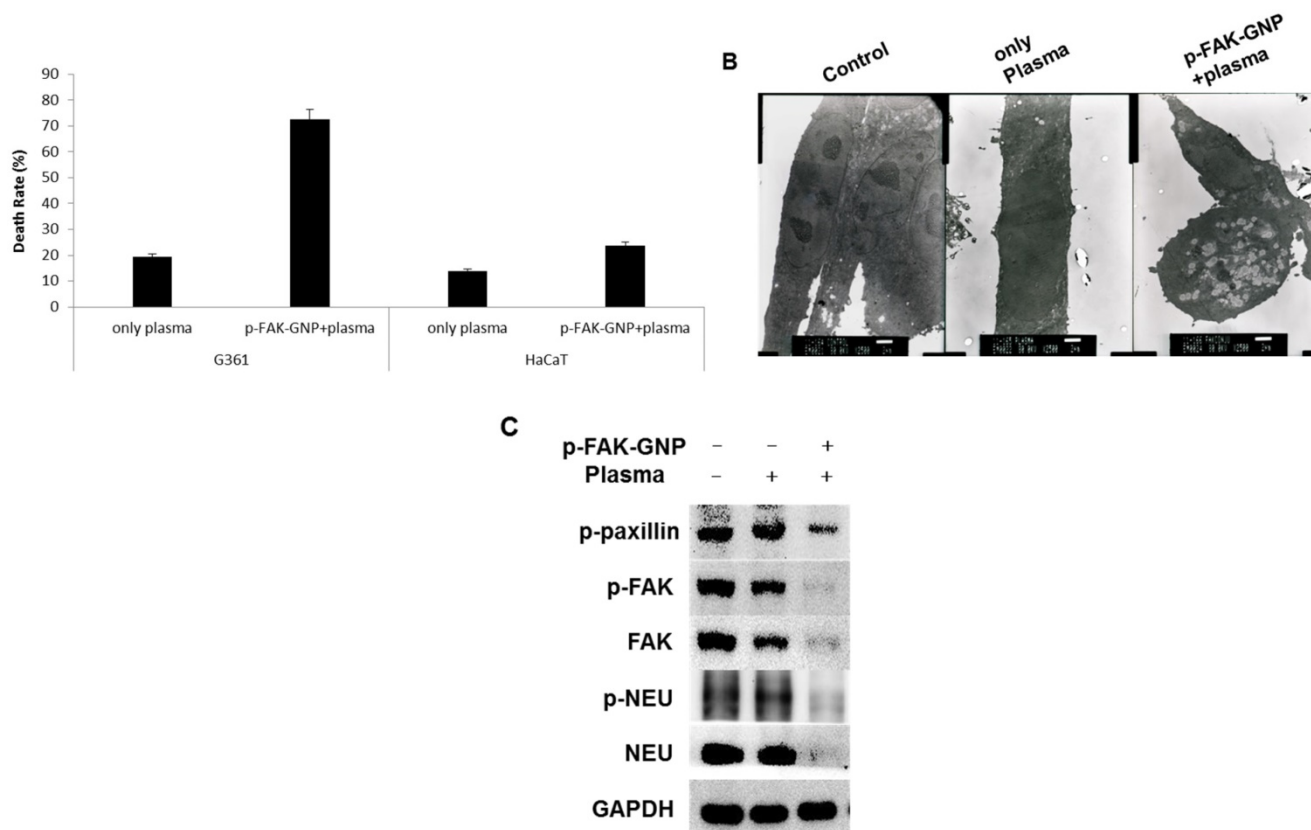 90
80
70
60
50
40
30
20
10
0
Death Rate (%)
only plasma
p-FAK-GNP+plasma
only plasma
p-FAK-GNP+plasma
G361
HaCaT
B
Control
only
Plasma
p-FAK-GNP
+plasma
C
p-FAK-GNP – – +
Plasma – + +
p-paxillin
p-FAK
FAK
p-NEU
NEU
GAPDH